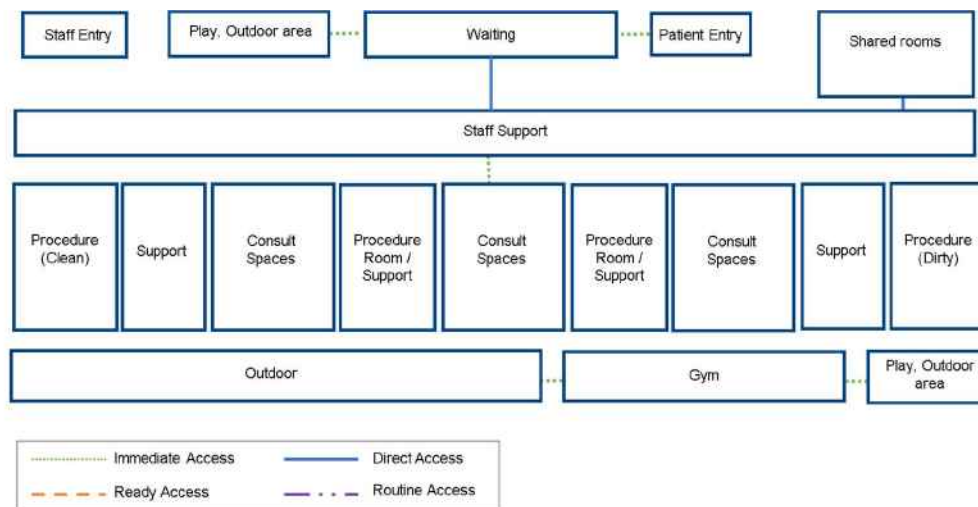 Staff Entry
Play, Outdoor area
Waiting
Patient Entry
Shared rooms
Staff Support
Procedure
(Clean)
Support
Consult
Spaces
Procedure
Room /
Support
Consult
Spaces
Procedure
Room /
Support
Consult
Spaces
Support
Procedure
(Dirty)
Outdoor
Gym
Play, Outdoor
area
Immediate Access
Direct Access
Ready Access
Routine Access